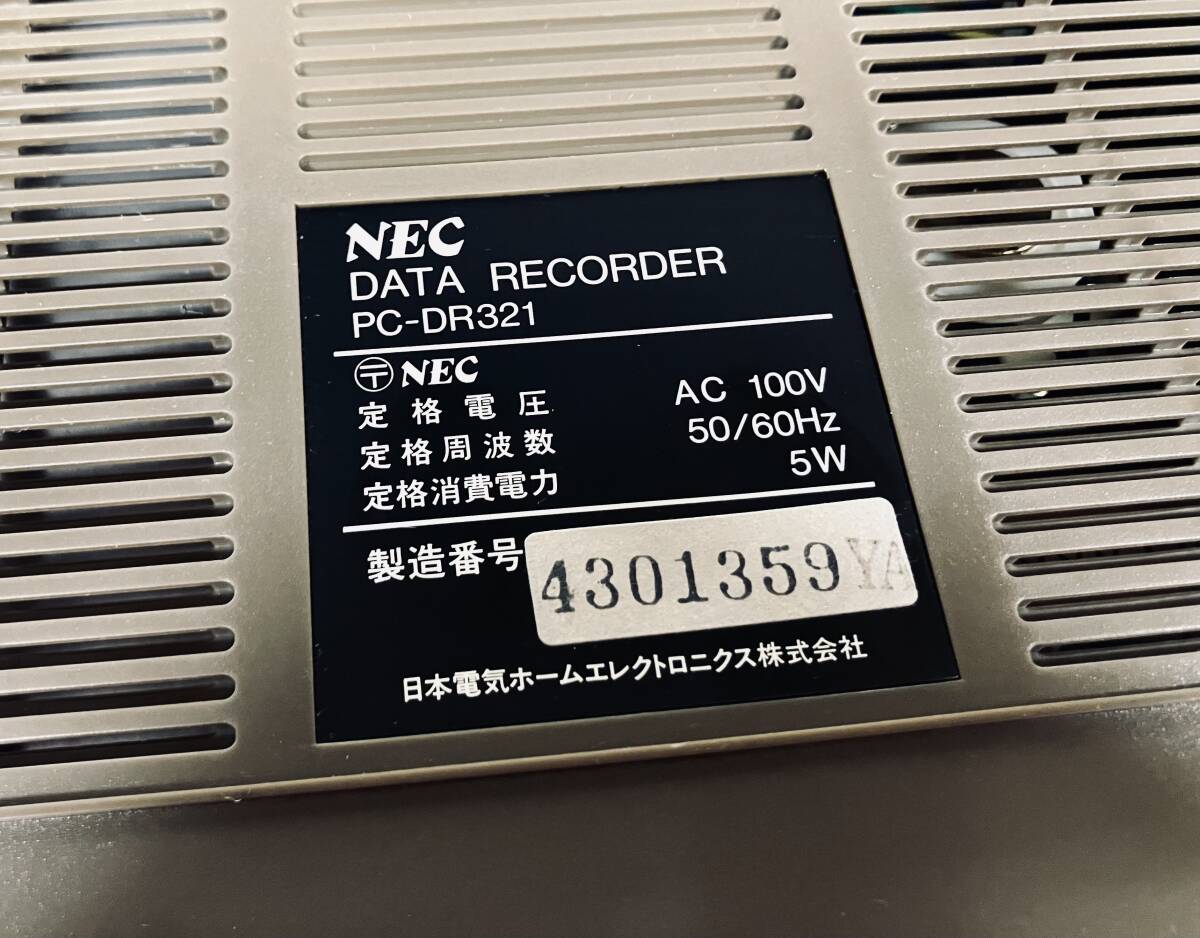 NEC
DATA RECORDER
PC-DR321
〒 NEC
定格電圧 AC 100V
定格周波数 50/60Hz
定格消費電力 5W
製造番号 4301359YA
日本電気ホームエレクトロニクス株式会社